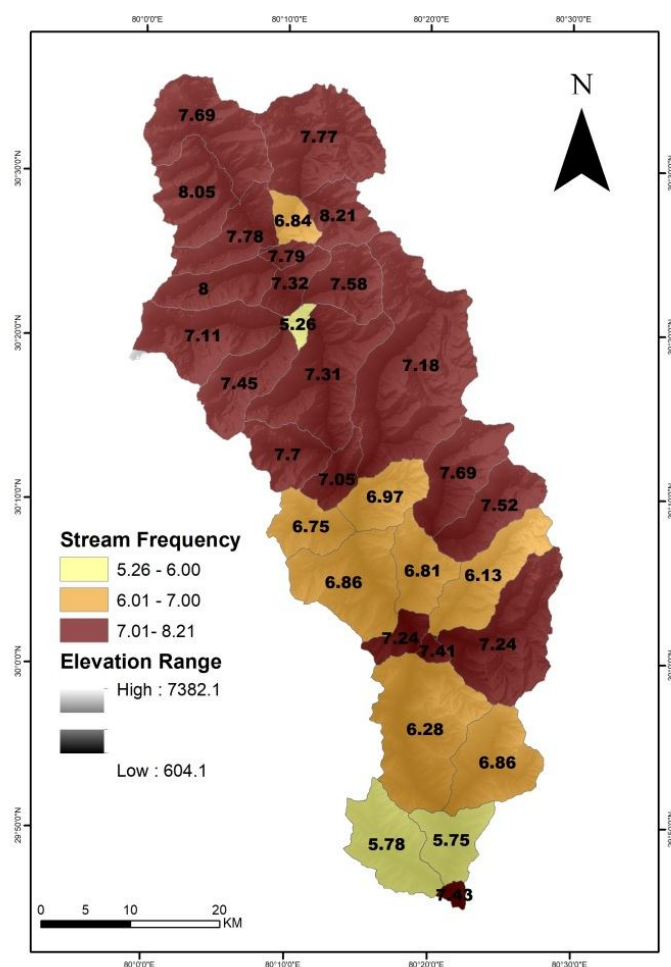 80°0'0"E 80°10'0"E 80°20'0"E 80°30'0"E
N
7.69
7.77
30°30'0"N
8.05
6.84 8.21
7.78
7.79
8 7.32 7.58
5.26
30°20'0"N
7.11
7.18
7.31
7.45
7.7
7.69
7.05
6.97 7.52
30°10'0"N
6.75
Stream Frequency
5.26 - 6.00
6.01 - 7.00
7.01- 8.21
6.86 6.81 6.13
7.24 7.41 7.24
30°0'0"N
Elevation Range
High : 7382.1
Low : 604.1
6.28
6.86
29°50'0"N
5.78 5.75
7.43
0 5 10 20
KM
80°0'0"E 80°10'0"E 80°20'0"E 80°30'0"E